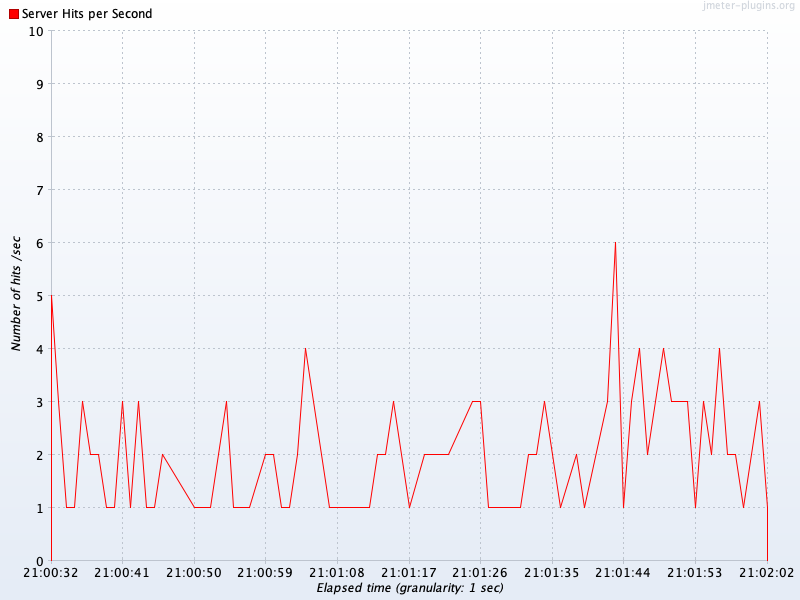 jmeter-plugins.org
Server Hits per Second
10
9
8
7
6
5
4
3
2
1
0
Number of hits /sec
21:00:32 21:00:41 21:00:50 21:00:59 21:01:08 21:01:17 21:01:26 21:01:35 21:01:44 21:01:53 21:02:02
Elapsed time (granularity: 1 sec)